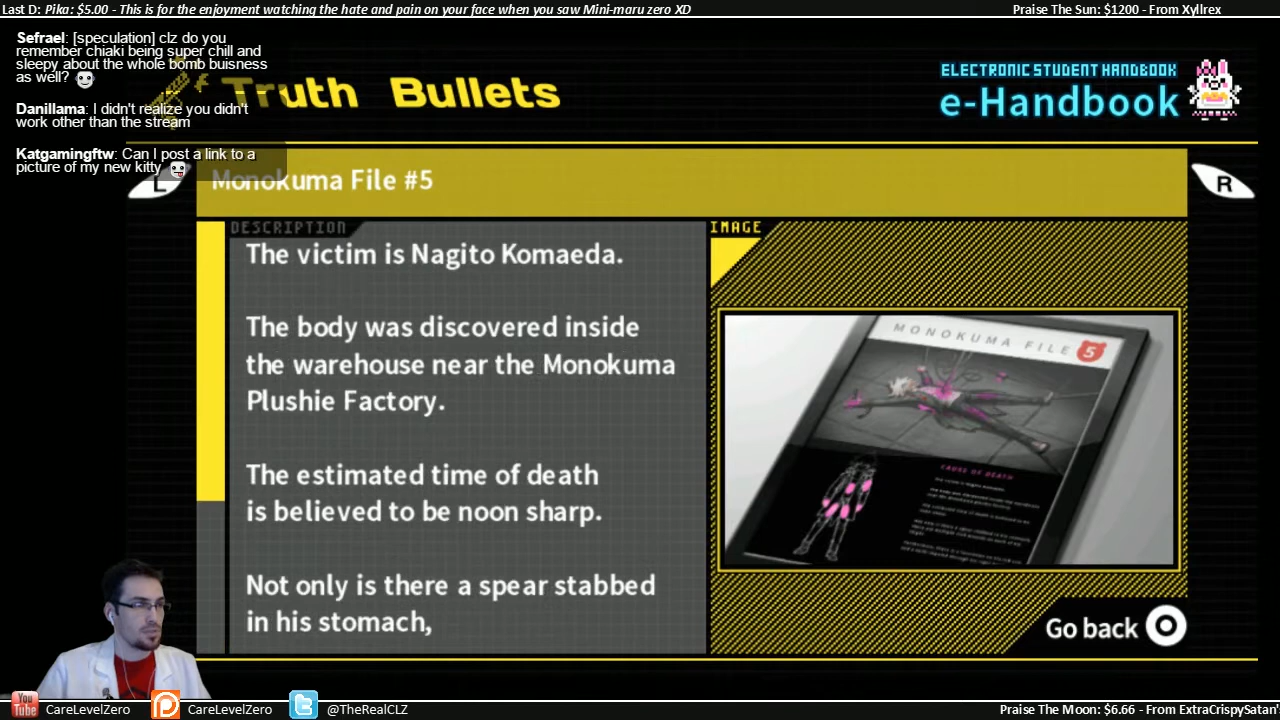 Last D: Pika: $5.00 - This is for the enjoyment watching the hate and pain on your face when you saw Mini-maru zero XD
Praise The Sun: $1200 - From Xyllrex
Sefrael: [speculation] clz do you
remember chiaki being super chill and
sleepy about the whole bomb buisness
as well?
Danillama: I didn't realize you didn't
work other than the stream
Katgamingftw: Can I post a link to a
picture of my new kitty
Truth Bullets
ELECTRONIC STUDENT HANDBOOK
e-Handbook
L
Monokuma File #5
R
DESCRIPTION
The victim is Nagito Komaeda.
The body was discovered inside
the warehouse near the Monokuma
Plushie Factory.
The estimated time of death
is believed to be noon sharp.
Not only is there a spear stabbed
in his stomach,
IMAGE
MONOKUMA FILE 5
CAUSE OF DEATH
Go back
You
Tube
CareLevelZero
CareLevelZero
@TheRealCLZ
Praise The Moon: $6.66 - From ExtraCrispySatan'